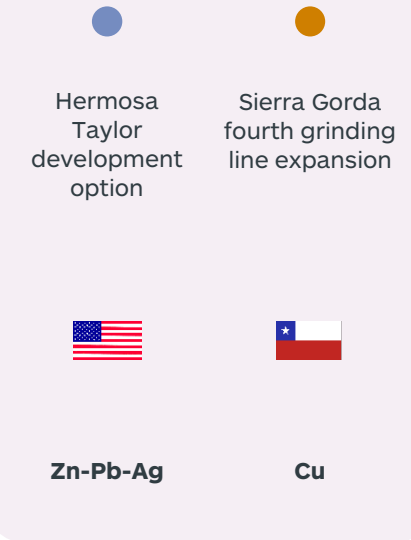 Hermosa
Taylor
development
option
Sierra Gorda
fourth grinding
line expansion
Zn-Pb-Ag
Cu